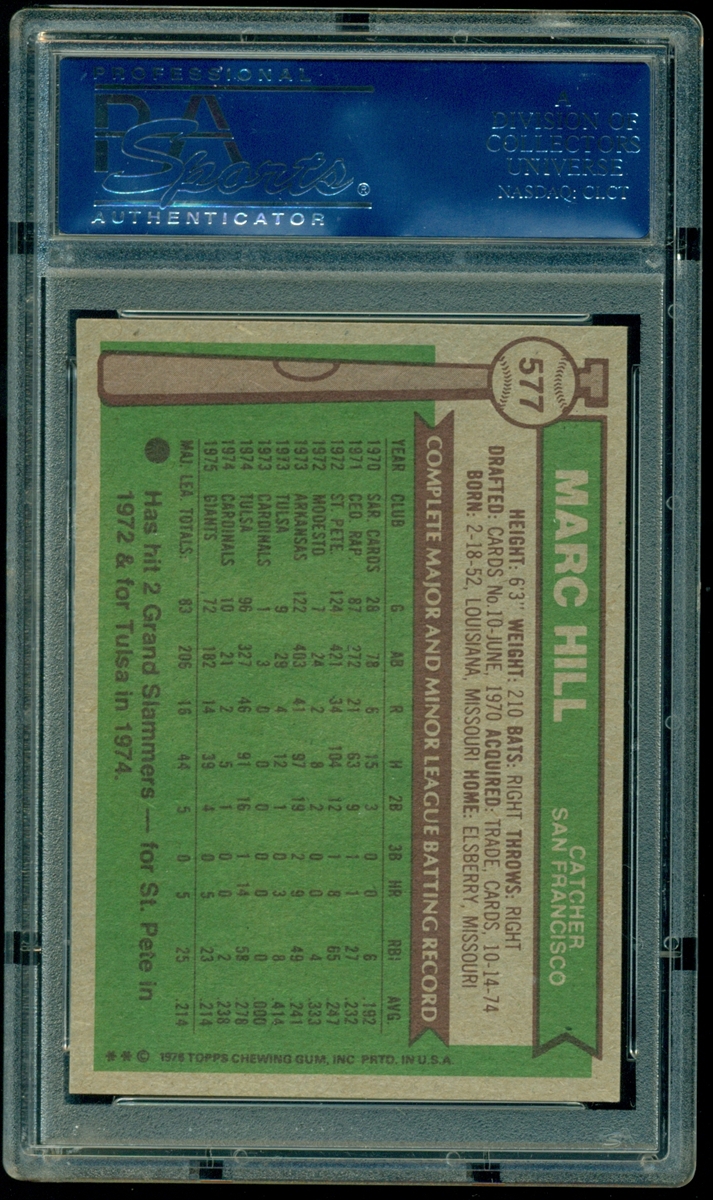 PROFESSIONAL
PSA
Sports®
AUTHENTICATOR
A
DIVISION OF
COLLECTORS
UNIVERSE
NASDAQ: CLCT
577
MARC HILL
CATCHER
SAN FRANCISCO
HEIGHT: 6'3" WEIGHT: 210 BATS: RIGHT THROWS: RIGHT
DRAFTED: CARDS No.10-JUNE, 1970 ACQUIRED: TRADE, CARDS, 10-14-74
BORN: 2-18-52, LOUISIANA, MISSOURI HOME: ELSBERRY, MISSOURI
COMPLETE MAJOR AND MINOR LEAGUE BATTING RECORD
YEAR CLUB G AB R H 2B 3B HR RBI AVG.
1970 SAR. CARDS 28 78 6 15 3 0 0 6 .192
1971 CED. RAP. 87 272 21 63 9 1 1 27 .232
1972 ST. PETE. 124 421 34 104 12 1 8 65 .247
1972 MODESTO 7 24 2 8 2 0 0 4 .333
1973 ARKANSAS 122 403 41 97 19 2 9 49 .241
1973 TULSA 9 29 4 12 1 0 3 8 .414
1973 CARDINALS 1 3 0 0 0 0 0 0 .000
1974 TULSA 96 327 46 91 16 1 14 58 .278
1974 CARDINALS 10 21 2 5 1 0 0 2 .238
1975 GIANTS 72 182 14 39 4 0 5 23 .214
MAJ. LEA. TOTALS: 83 206 16 44 5 0 5 25 .214
Has hit 2 Grand Slammers — for St. Pete in
1972 & for Tulsa in 1974.
**© 1976 TOPPS CHEWING GUM, INC. PRTD. IN U.S.A.